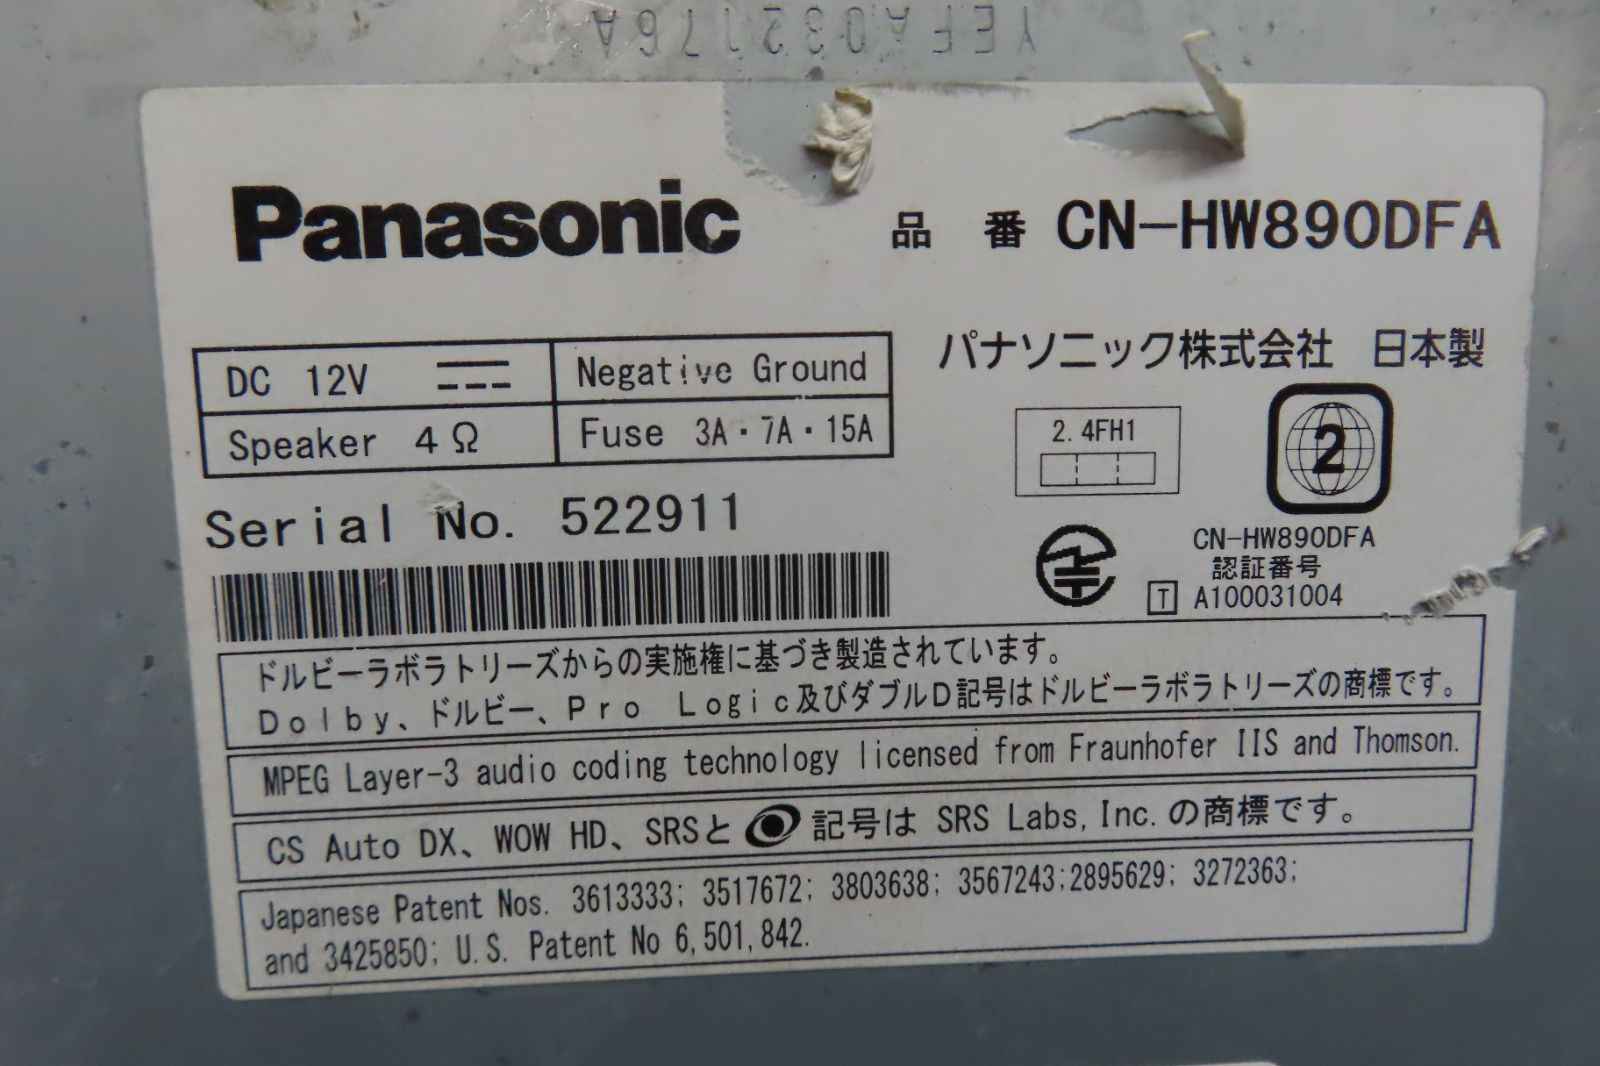 YEFA032176A
Panasonic
品 番 CN-HW890DFA
DC 12V
Negative Ground
Speaker 4Ω
Fuse 3A・7A・15A
パナソニック株式会社 日本製
2.4FH1
2
Serial No. 522911
CN-HW890DFA
認証番号
T A100031004
ドルビーラボラトリーズからの実施権に基づき製造されています。
Dolby、ドルビー、Pro Logic及びダブルD記号はドルビーラボラトリーズの商標です。
MPEG Layer-3 audio coding technology licensed from Fraunhofer IIS and Thomson.
CS Auto DX、WOW HD、SRSと 記号は SRS Labs, Inc.の商標です。
Japanese Patent Nos. 3613333; 3517672; 3803638; 3567243;2895629; 3272363;
and 3425850; U.S. Patent No 6,501,842.